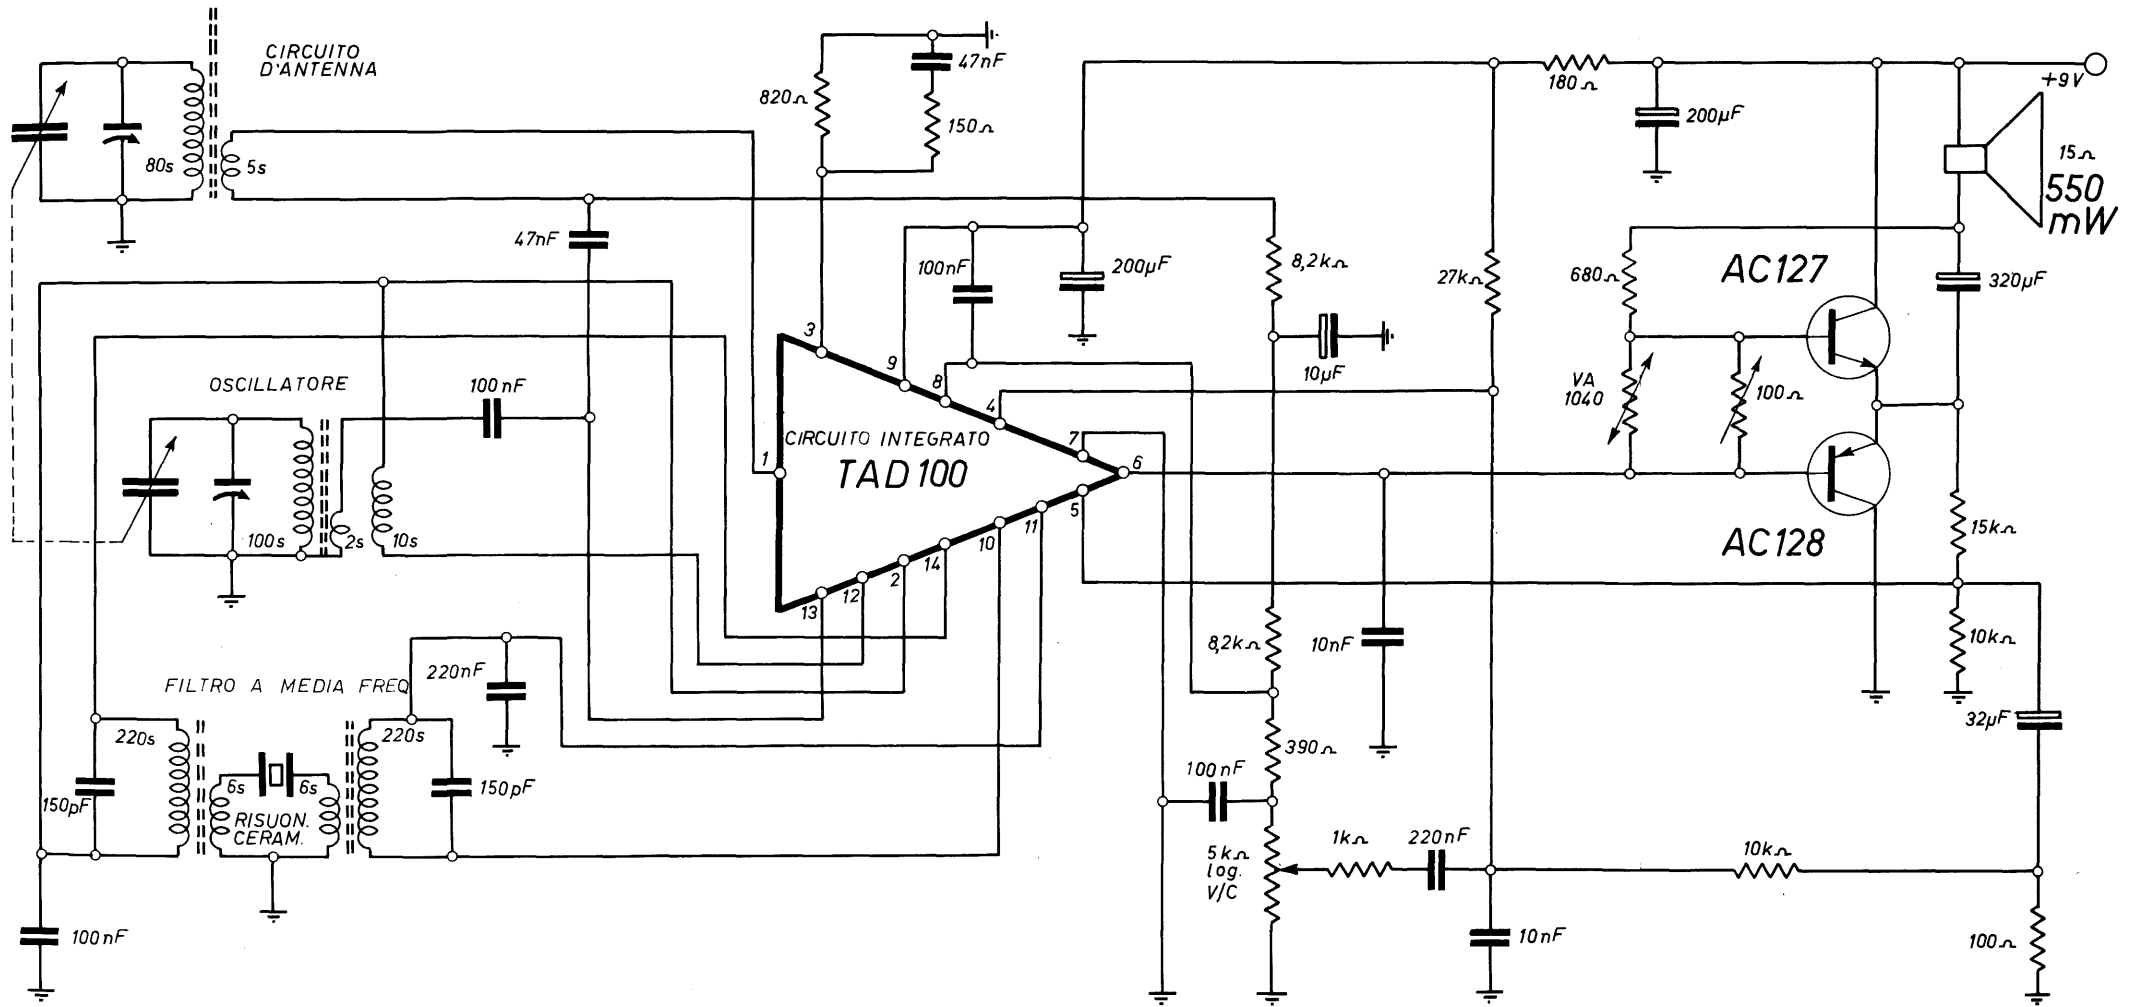 CIRCUITO
D'ANTENNA
80s
5s
47nF
820Ω
150Ω
47nF
180Ω
+9V
200µF
15Ω
550
mW
100nF
200µF
8,2kΩ
27kΩ
680Ω
AC127
320µF
10µF
VA
1040
100Ω
OSCILLATORE
100nF
100s
2s
10s
3
9
8
4
7
6
1
CIRCUITO INTEGRATO
TAD100
5
11
10
14
2
12
13
AC128
15kΩ
8,2kΩ
10nF
10kΩ
FILTRO A MEDIA FREQ
220nF
220s
220s
6s
6s
150pF
150pF
RISUON.
CERAM.
100nF
390Ω
100nF
32µF
5kΩ
log.
V/C
1kΩ
220nF
10kΩ
10nF
100Ω